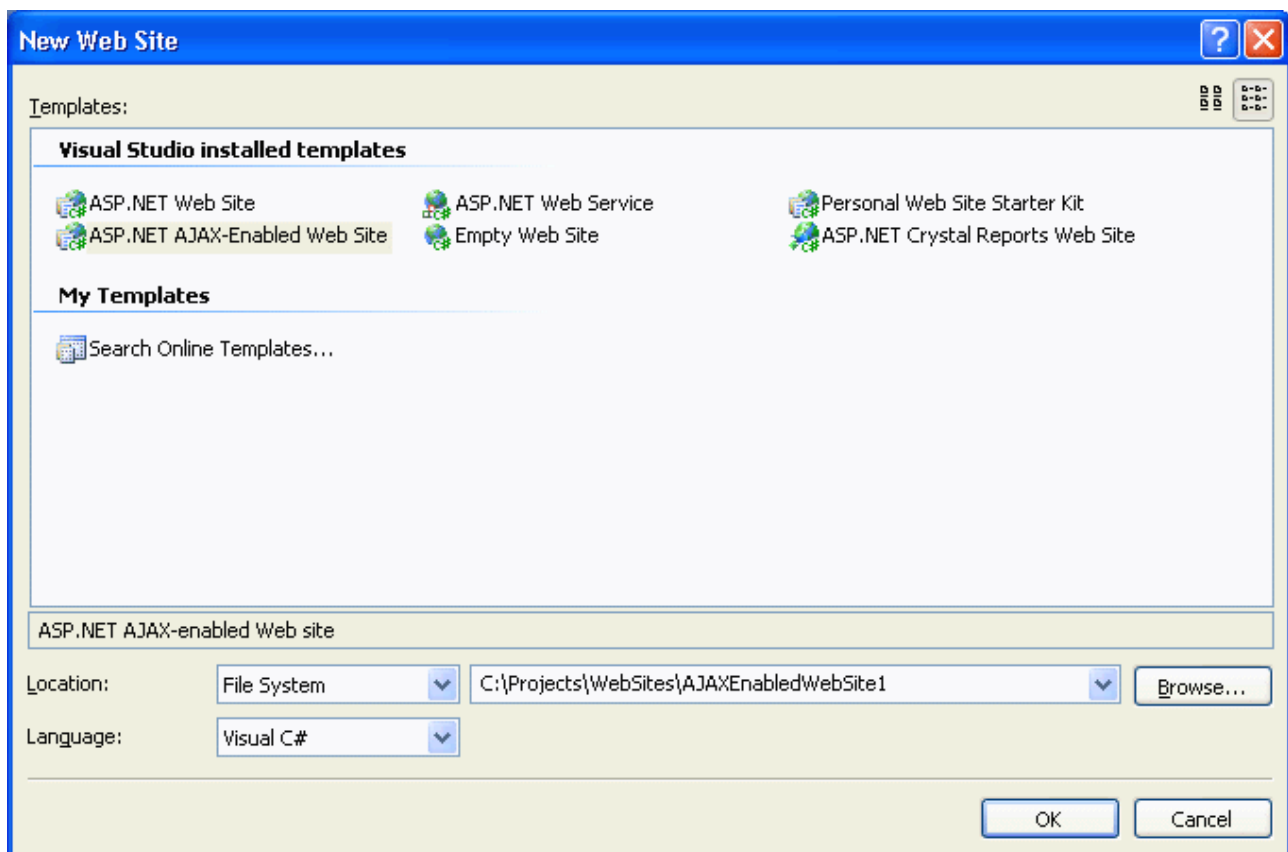 New Web Site
Templates:
Visual Studio installed templates
ASP.NET Web Site ASP.NET Web Service Personal Web Site Starter Kit
ASP.NET AJAX-Enabled Web Site Empty Web Site ASP.NET Crystal Reports Web Site
My Templates
Search Online Templates...
ASP.NET AJAX-enabled Web site
Location: File System C:\Projects\WebSites\AJAXEnabledWebSite1 Browse...
Language: Visual C#
OK Cancel